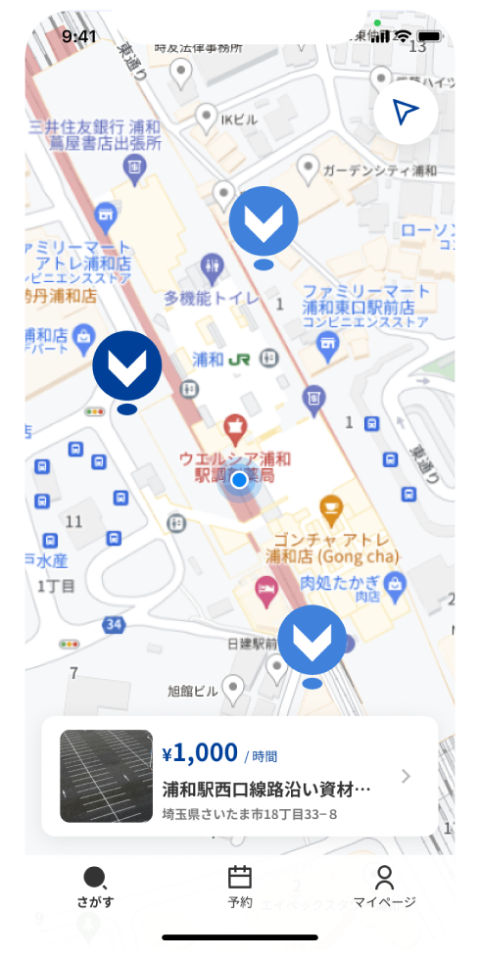 9:41
東通り
時友法律事務所
13
IKビル
三井住友銀行 浦和
蔦屋書店出張所
ガーデンシティ浦和
ローソン
ァミリーマート
アトレ浦和店
ンビニエンスストア
勢丹浦和店
多機能トイレ
1
ファミリーマート
浦和東口駅前店
コンビニエンスストア
浦和店
デパート
浦和 JR
1
ウエルシア浦和
駅調剤薬局
東通り
11
ゴンチャ アトレ
浦和店 (Gong cha)
戸水産
1丁目
肉処たかぎ
肉店
34
日建駅前
7
旭館ビル
¥1,000 / 時間
浦和駅西口線路沿い資材…
埼玉県さいたま市18丁目33−８
さがす
予約
マイページ